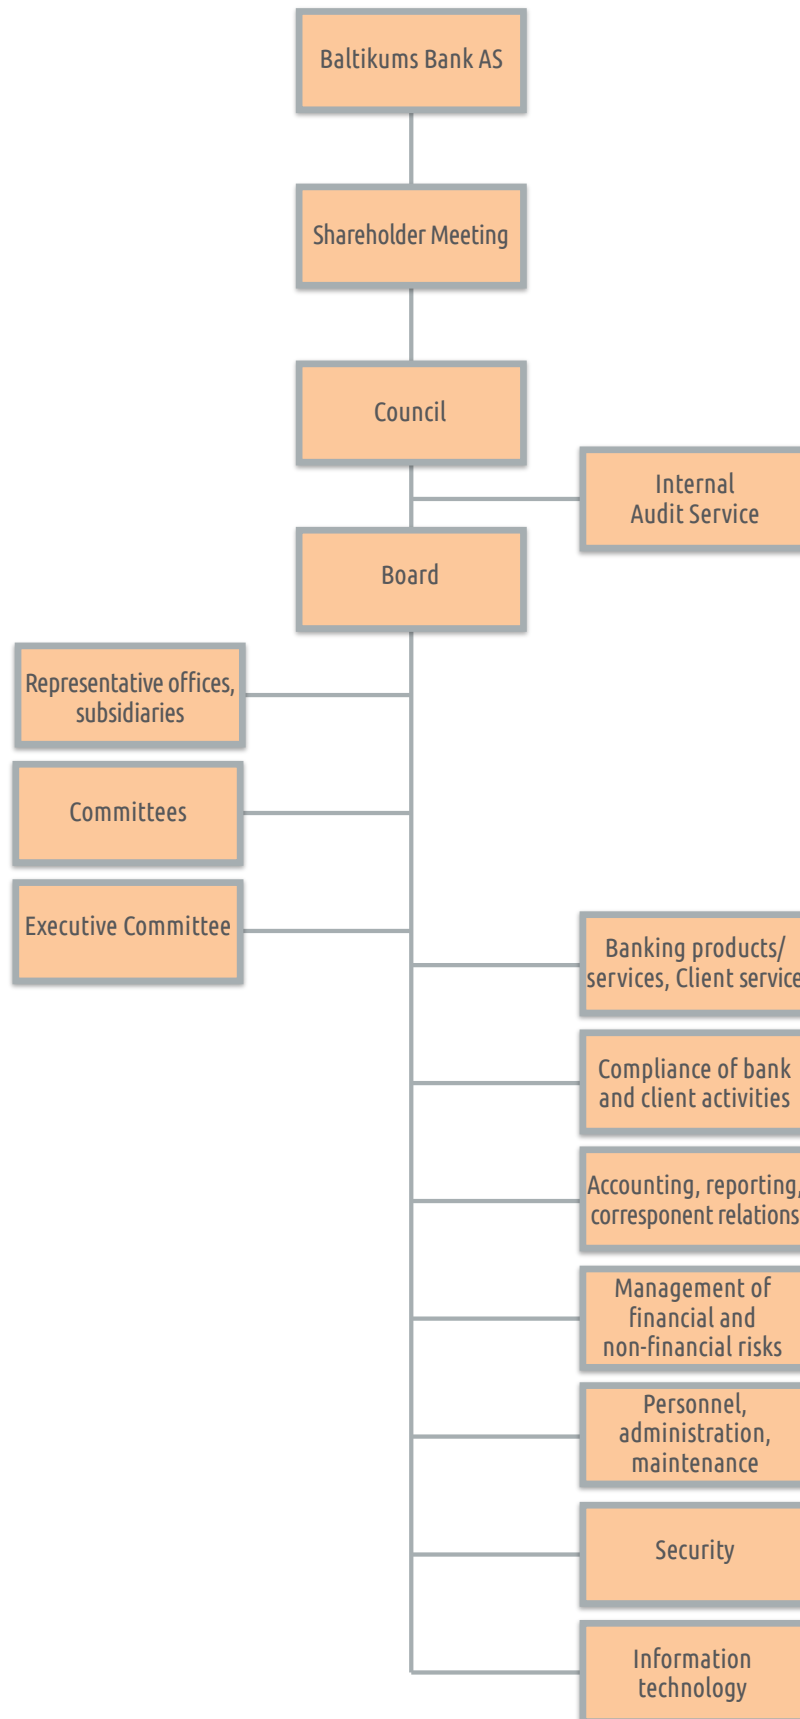 Baltikums Bank AS
Shareholder Meeting
Council
Internal
Audit Service
Board
Representative offices,
subsidiaries
Committees
Executive Committee
Banking products/
services, Client service
Compliance of bank
and client activities
Accounting, reporting,
corresponent relations
Management of
financial and
non-financial risks
Personnel,
administration,
maintenance
Security
Information
technology